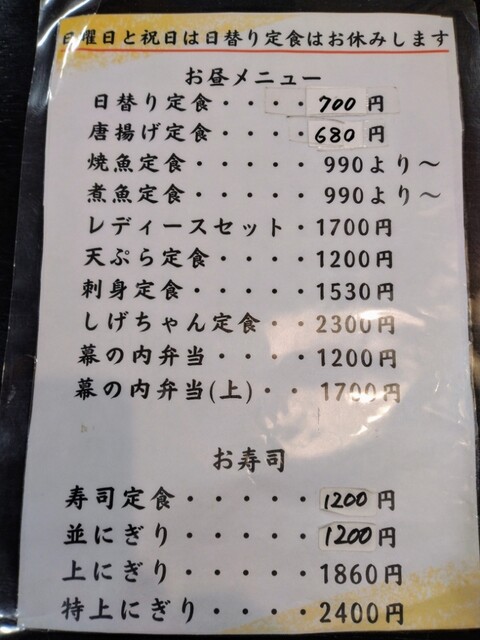 日曜日と祝日は日替り定食はお休みします
お昼メニュー
日替り定食・・・・700円
唐揚げ定食・・・・680円
焼魚定食・・・・・990より～
煮魚定食・・・・・990より～
レディースセット・1700円
天ぷら定食・・・・1200円
刺身定食・・・・・1530円
しげちゃん定食・・2300円
幕の内弁当・・・・1200円
幕の内弁当(上)・・1700円
お寿司
寿司定食・・・・・1200円
並にぎり・・・・・1200円
上にぎり・・・・・1860円
特上にぎり・・・・2400円